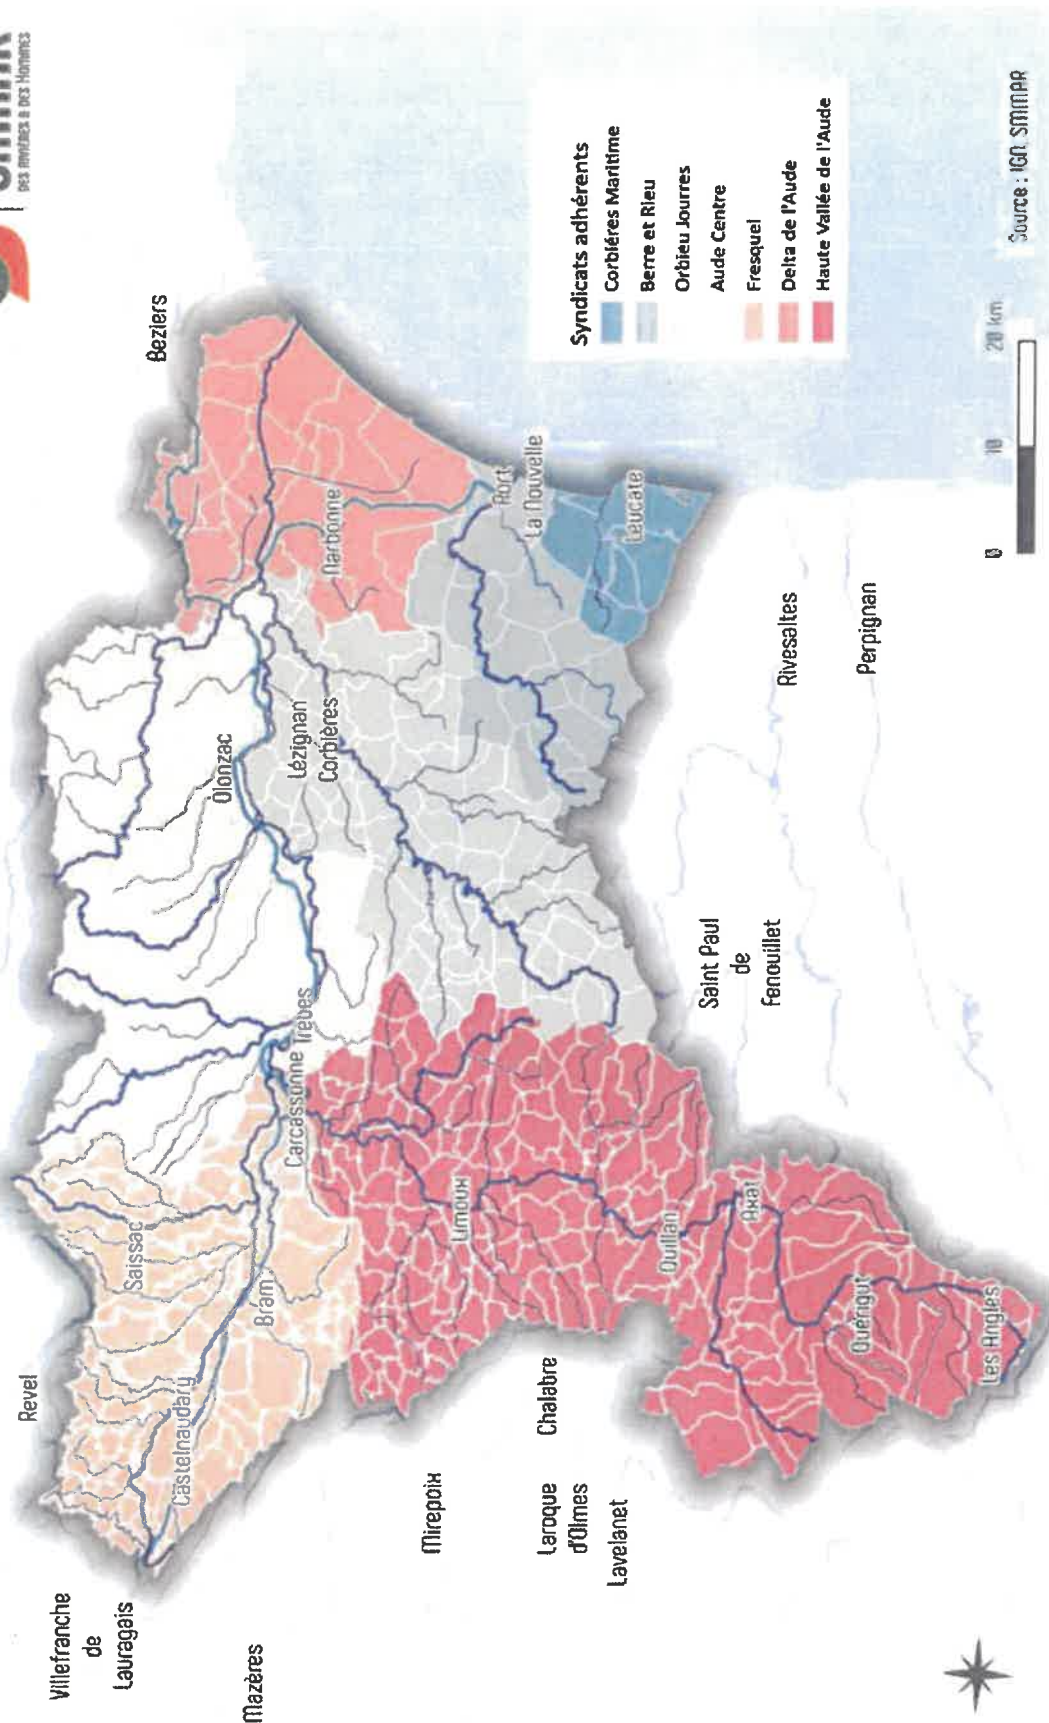 DES RIVIÈRES & DES HOMMES
Revel
Villefranche
de
Lauragais
Saissac
Beziers
Castelnaudary
Olonzac
Mazères
Bram
Carcassonne
Trèbes
Lézignan
Corbières
Narbonne
Mirepoix
Limoux
Port
La Nouvelle
Chalabre
Laroque
d'Olmes
Lavelanet
Leucate
Quillan
Saint Paul
de
Fenouillet
Axat
Rivesaltes
Perpignan
Quérigut
Les Angles
Syndicats adhérents
Corbiéres Maritime
Berre et Rieu
Orbieu Jourres
Aude Centre
Fresquel
Delta de l'Aude
Haute Vallée de l'Aude
0 10 20 km
Source : IGN, SMMAR